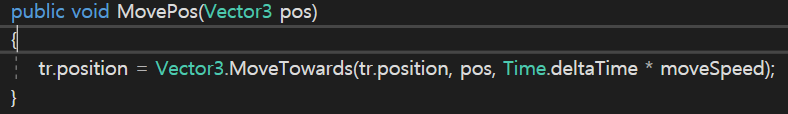 public void MovePos(Vector3 pos)
{
tr.position = Vector3.MoveTowards(tr.position, pos, Time.deltaTime * moveSpeed);
}